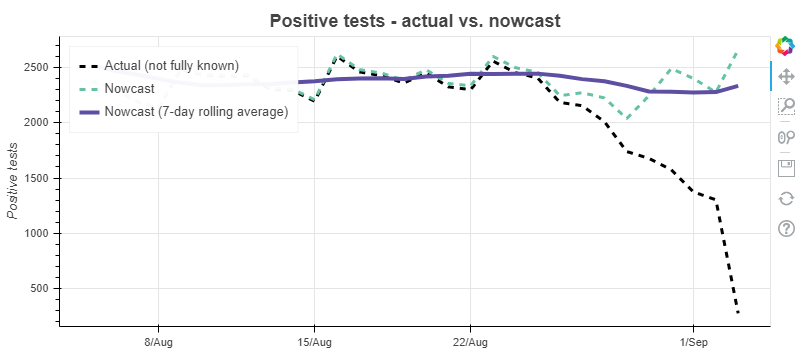 Positive tests - actual vs. nowcast
Actual (not fully known)
Nowcast
Nowcast (7-day rolling average)
Positive tests
2500
2000
1500
1000
500
8/Aug
15/Aug
22/Aug
1/Sep